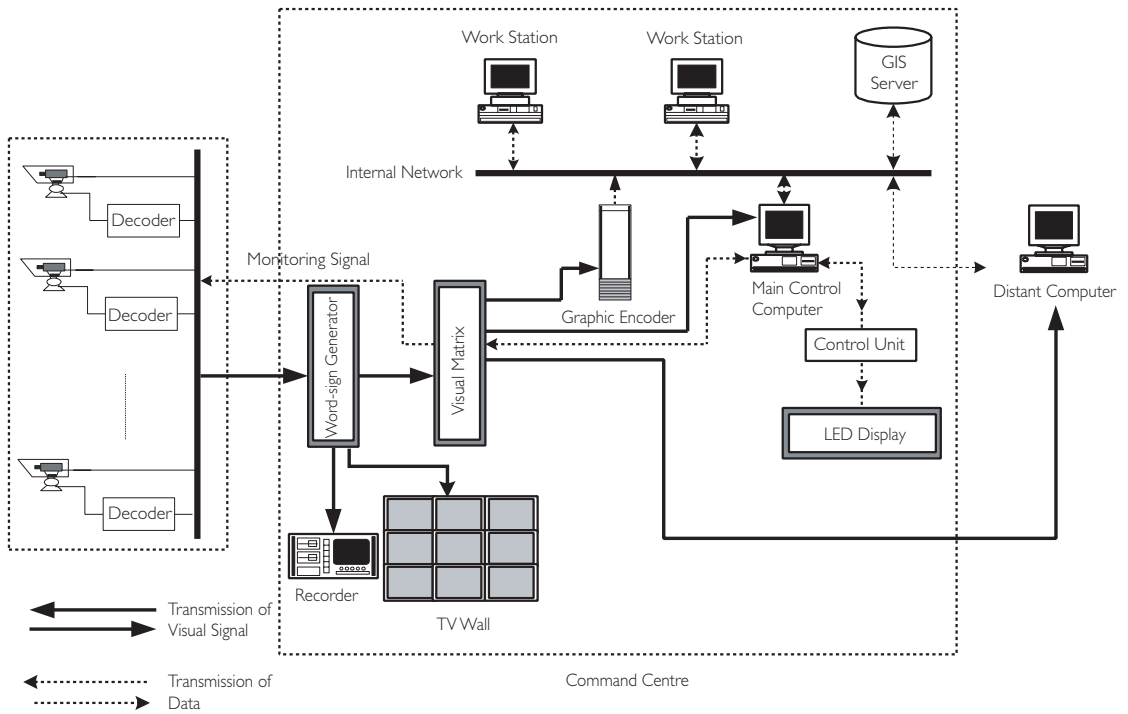 Work Station
Work Station
GIS
Server
Internal Network
Decoder
Monitoring Signal
Decoder
Word-sign Generator
Visual Matrix
Graphic Encoder
Main Control
Computer
Distant Computer
Control Unit
LED Display
Decoder
Recorder
TV Wall
Transmission of
Visual Signal
Transmission of
Data
Command Centre